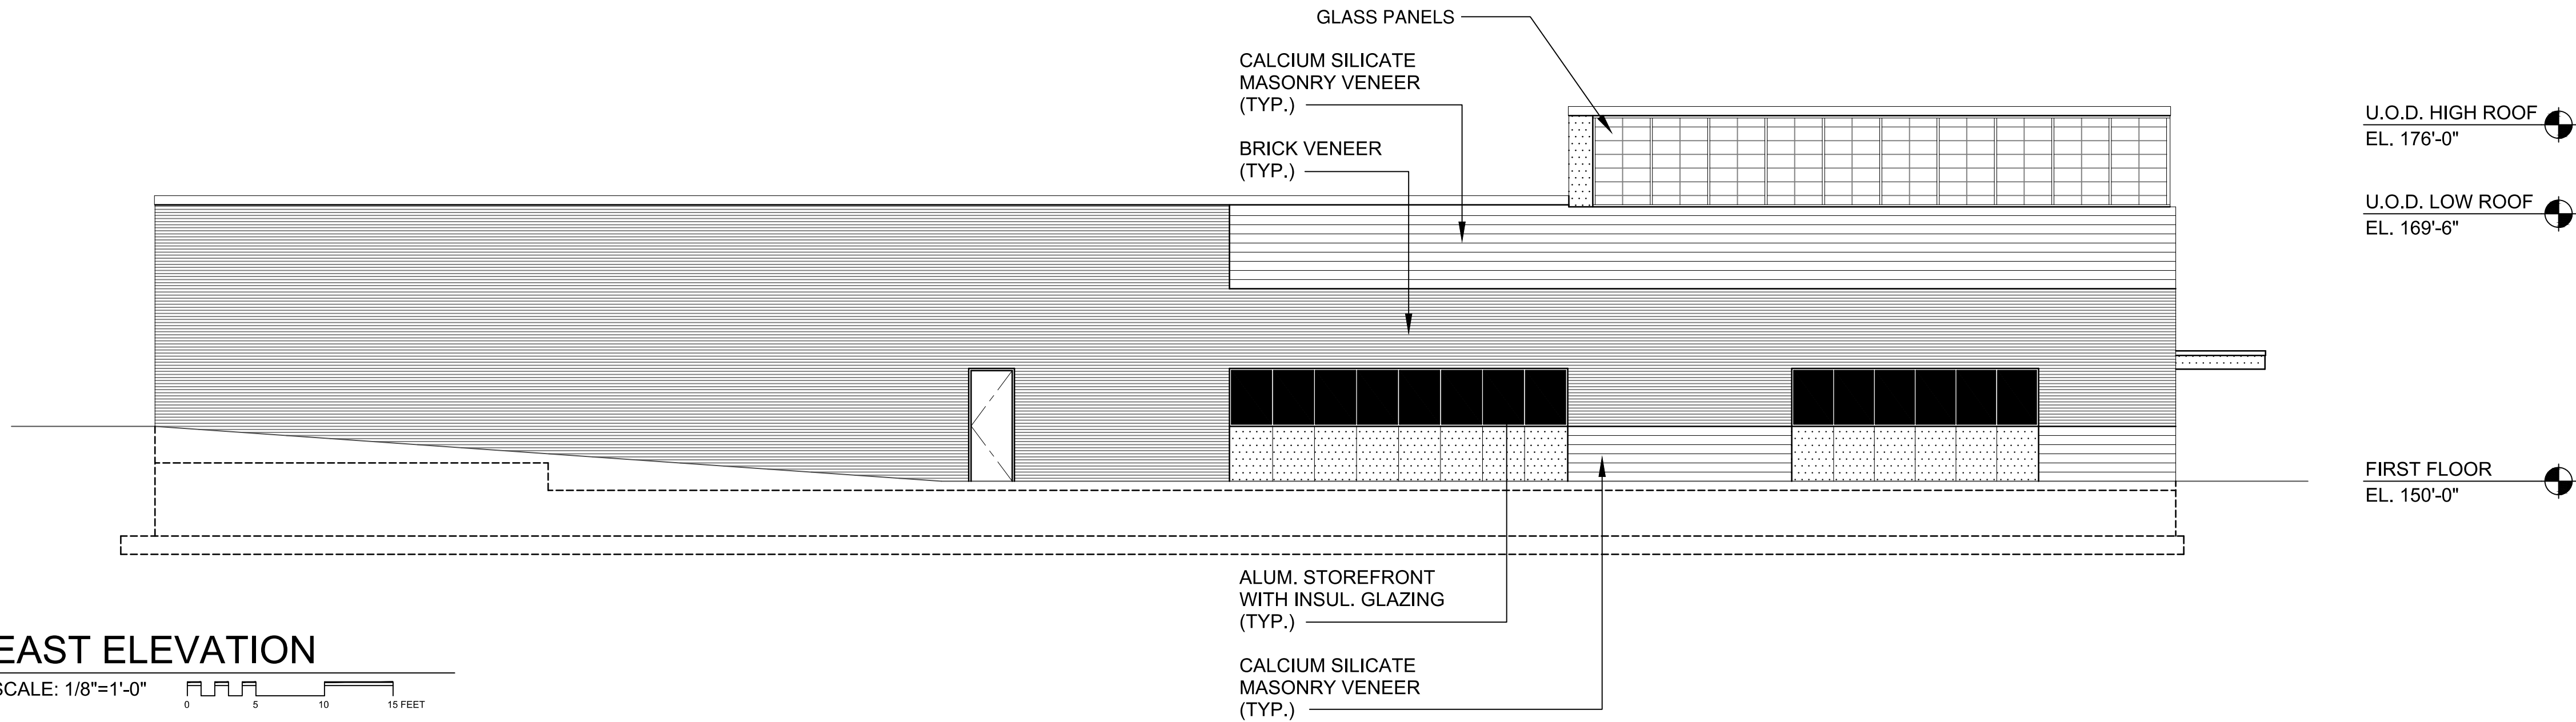 GLASS PANELS
CALCIUM SILICATE
MASONRY VENEER
(TYP.)
BRICK VENEER
(TYP.)
U.O.D. HIGH ROOF
EL. 176'-0"
U.O.D. LOW ROOF
EL. 169'-6"
FIRST FLOOR
EL. 150'-0"
ALUM. STOREFRONT
WITH INSUL. GLAZING
(TYP.)
CALCIUM SILICATE
MASONRY VENEER
(TYP.)
EAST ELEVATION
SCALE: 1/8"=1'-0"
0 5 10 15 FEET